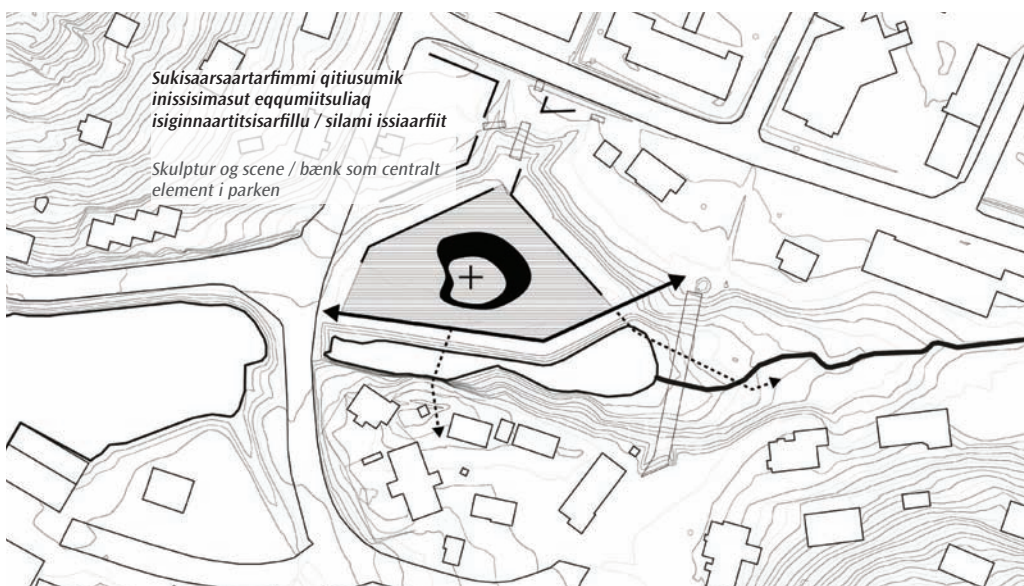 Sukisaarsaartarfimmi qitiusumik
inissisimasut eqqumiitsuliaq
isiginnaartitsisarfillu / silami issiaarfiit
Skulptur og scene / bænk som centralt
element i parken